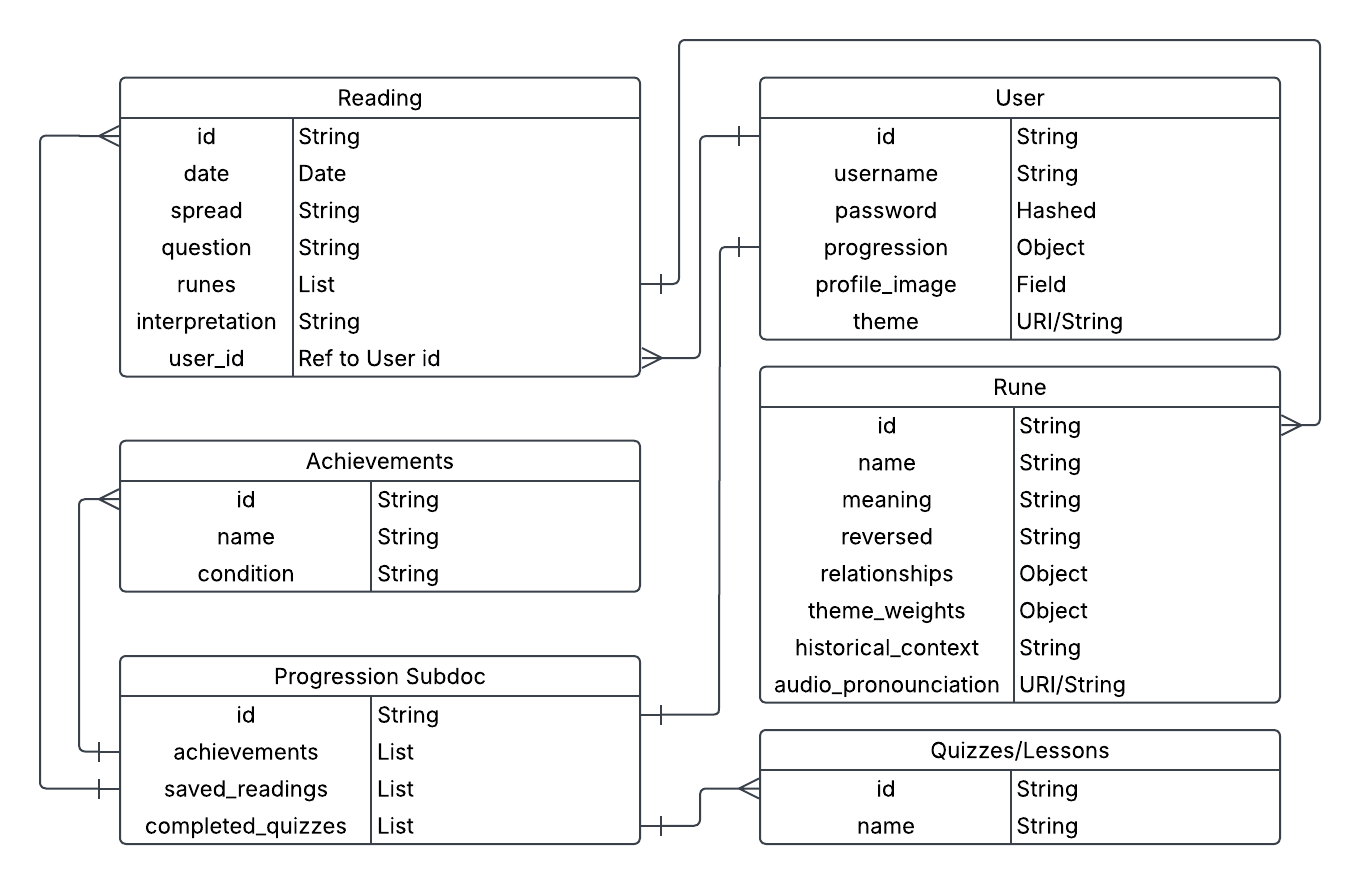 Reading
id String
date Date
spread String
question String
runes List
interpretation String
user_id Ref to User id
User
id String
username String
password Hashed
progression Object
profile_image Field
theme URI/String
Achievements
id String
name String
condition String
Rune
id String
name String
meaning String
reversed String
relationships Object
theme_weights Object
historical_context String
audio_pronounciation URI/String
Progression Subdoc
id String
achievements List
saved_readings List
completed_quizzes List
Quizzes/Lessons
id String
name String